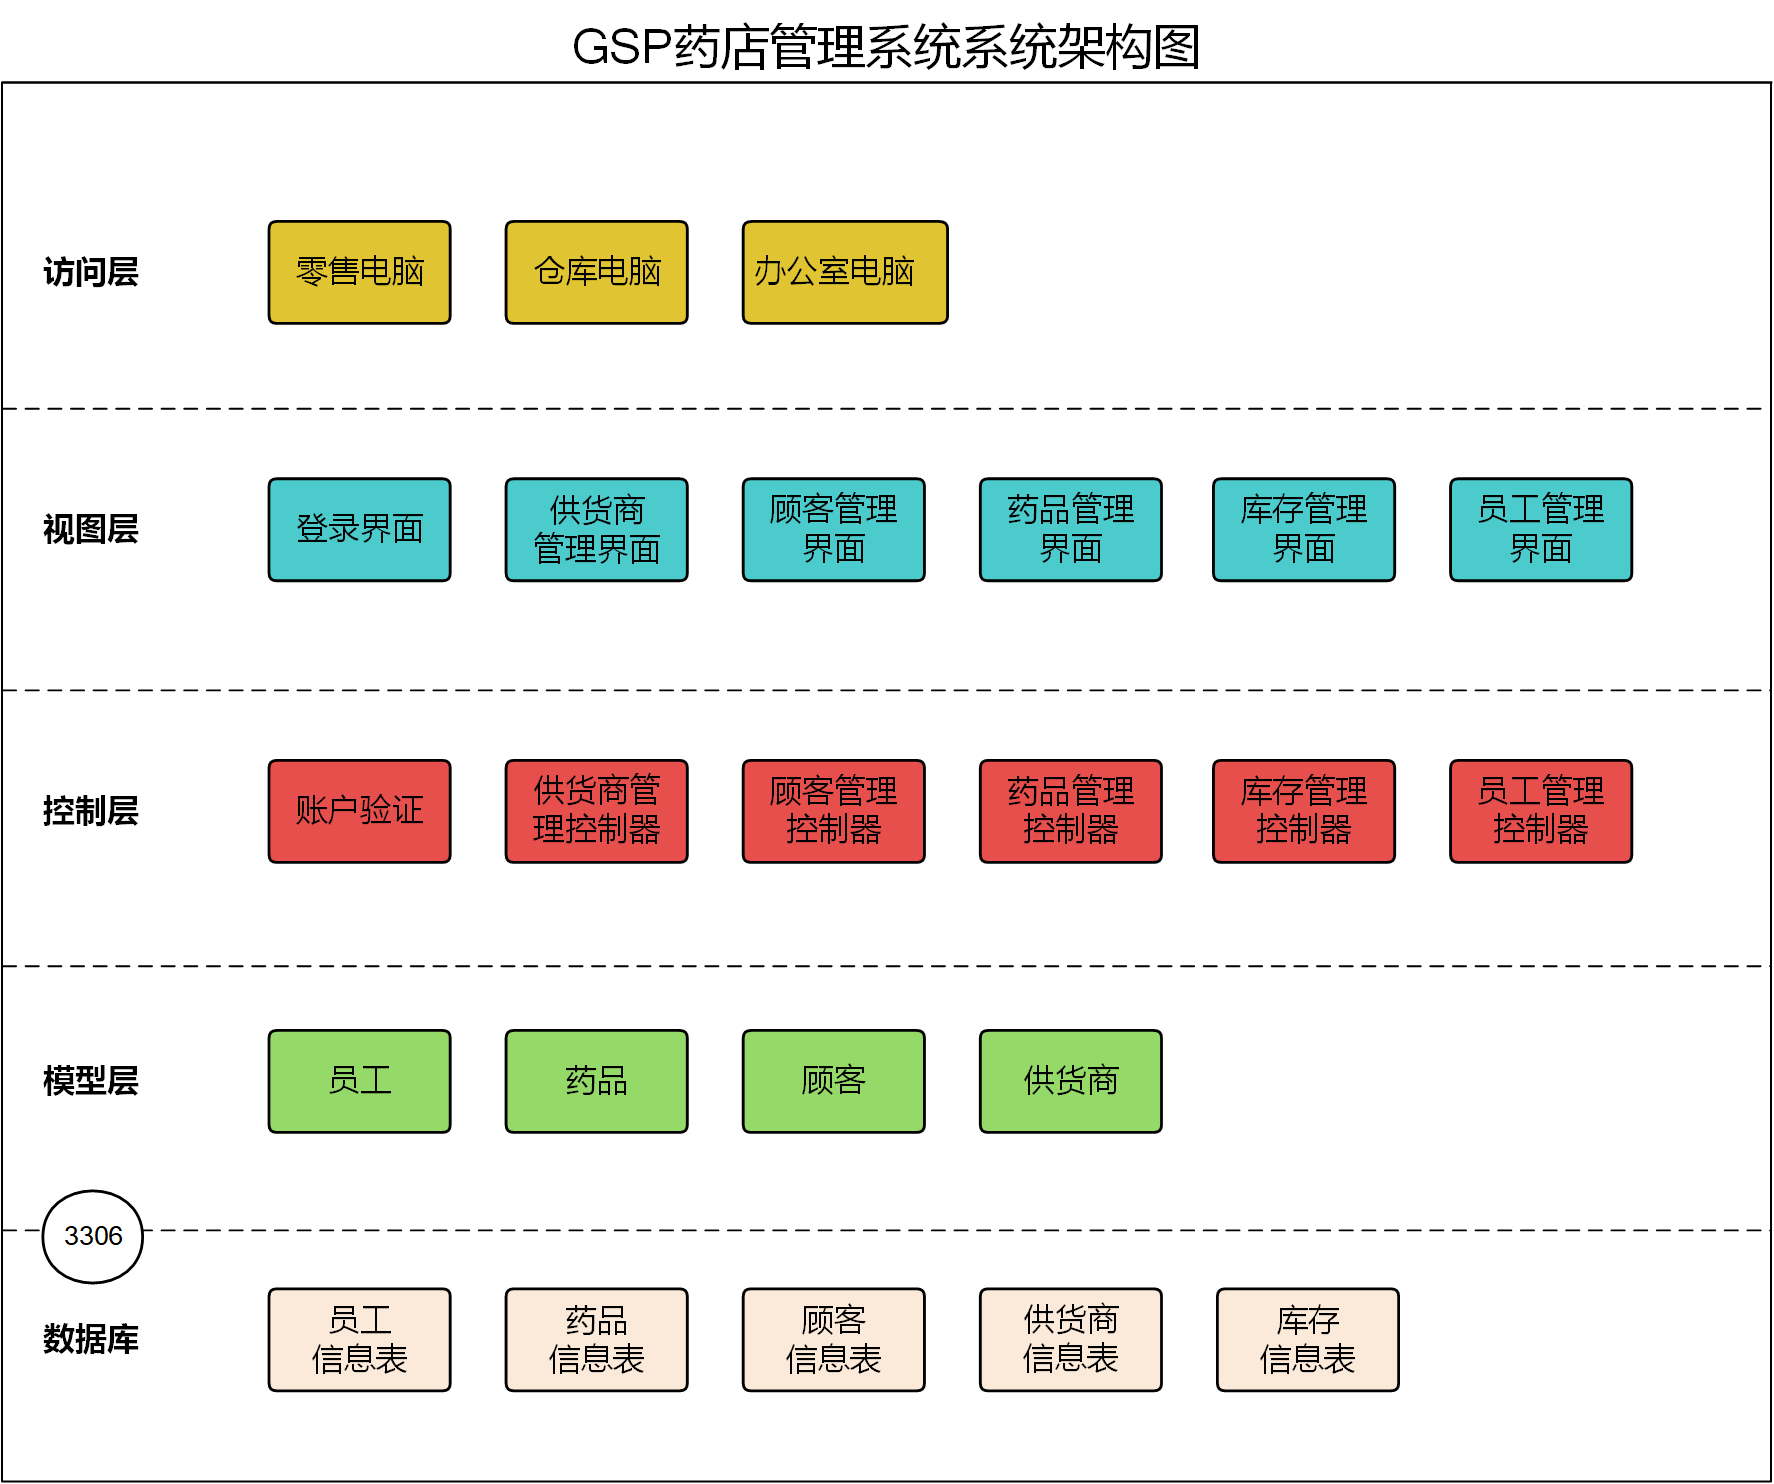 GSP药店管理系统系统架构图
访问层
零售电脑
仓库电脑
办公室电脑
视图层
登录界面
供货商
管理界面
顾客管理
界面
药品管理
界面
库存管理
界面
员工管理
界面
控制层
账户验证
供货商管
理控制器
顾客管理
控制器
药品管理
控制器
库存管理
控制器
员工管理
控制器
模型层
员工
药品
顾客
供货商
3306
数据库
员工
信息表
药品
信息表
顾客
信息表
供货商
信息表
库存
信息表